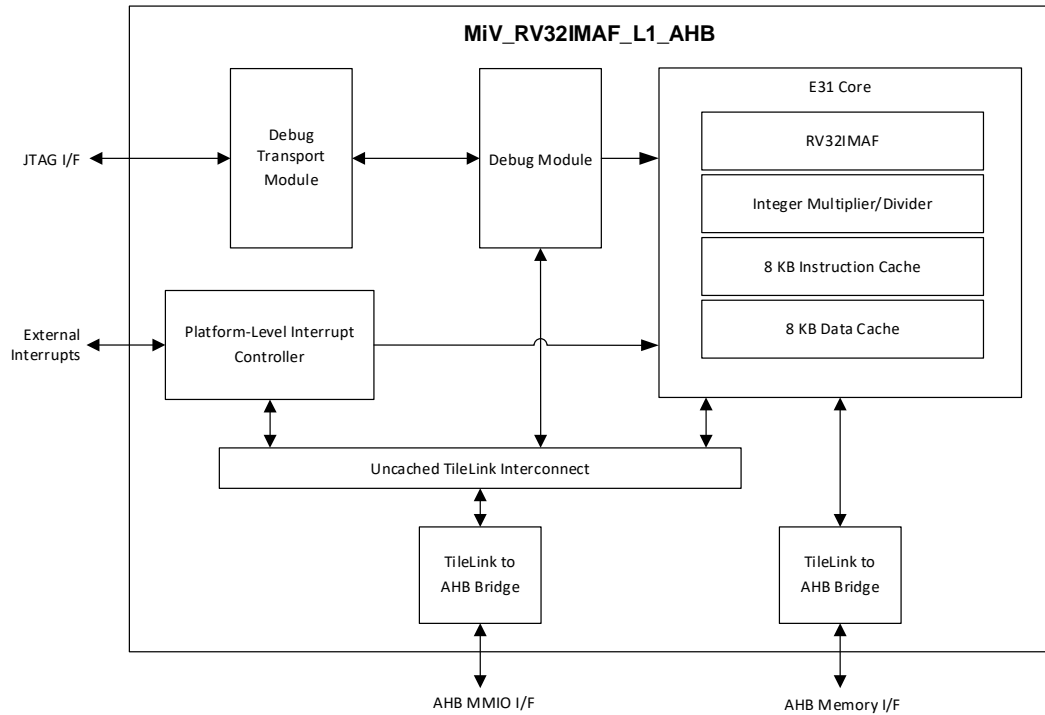 MiV_RV32IMAF_L1_AHB
E31 Core
Debug
Transport
Module
Debug Module
RV32IMAF
JTAG I/F
Integer Multiplier/Divider
8 KB Instruction Cache
8 KB Data Cache
External
Interrupts
Platform-Level Interrupt
Controller
Uncached TileLink Interconnect
TileLink to
AHB Bridge
TileLink to
AHB Bridge
AHB MMIO I/F
AHB Memory I/F